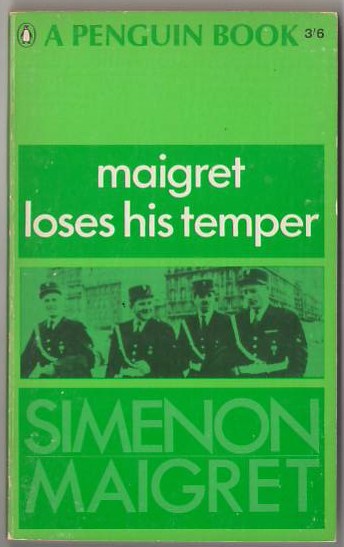 A PENGUIN BOOK 3'6
maigret
loses his temper
SIMENON
MAIGRET